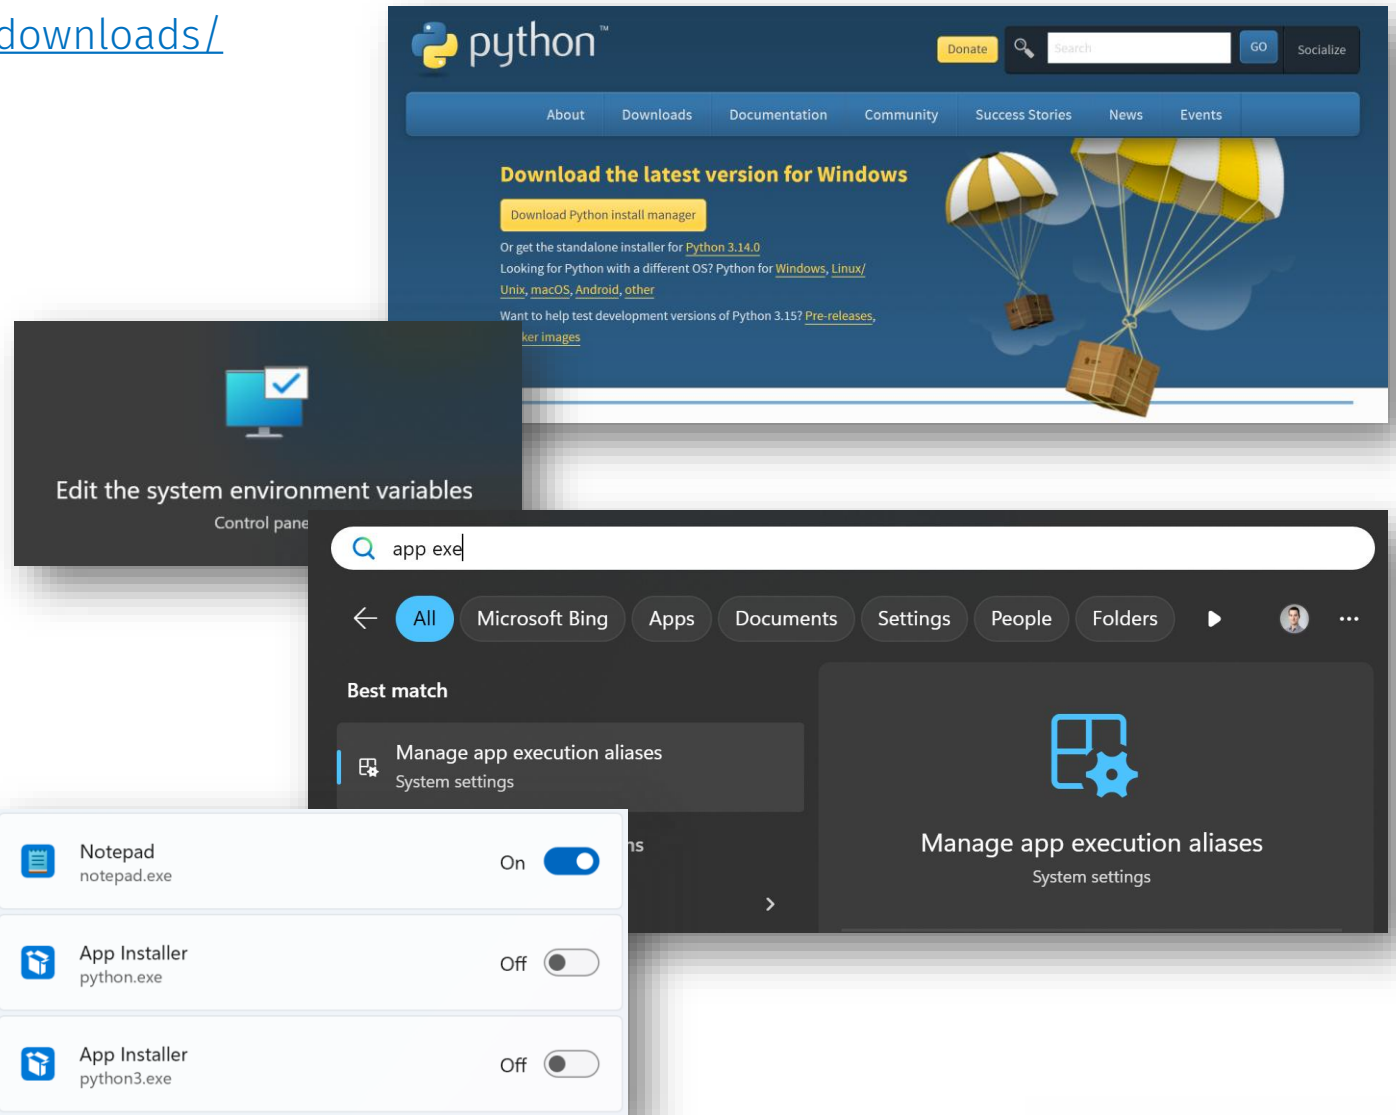 downloads/
python™
Donate
Search
GO
Socialize
About Downloads Documentation Community Success Stories News Events
Download the latest version for Windows
Download Python install manager
Or get the standalone installer for Python 3.14.0
Looking for Python with a different OS? Python for Windows, Linux/
Unix, macOS, Android, other
Want to help test development versions of Python 3.15? Pre-releases,
ker images
Edit the system environment variables
Control pane
app exe
All Microsoft Bing Apps Documents Settings People Folders
Best match
Manage app execution aliases
System settings
ns
Manage app execution aliases
System settings
Notepad
notepad.exe
On
App Installer
python.exe
Off
App Installer
python3.exe
Off